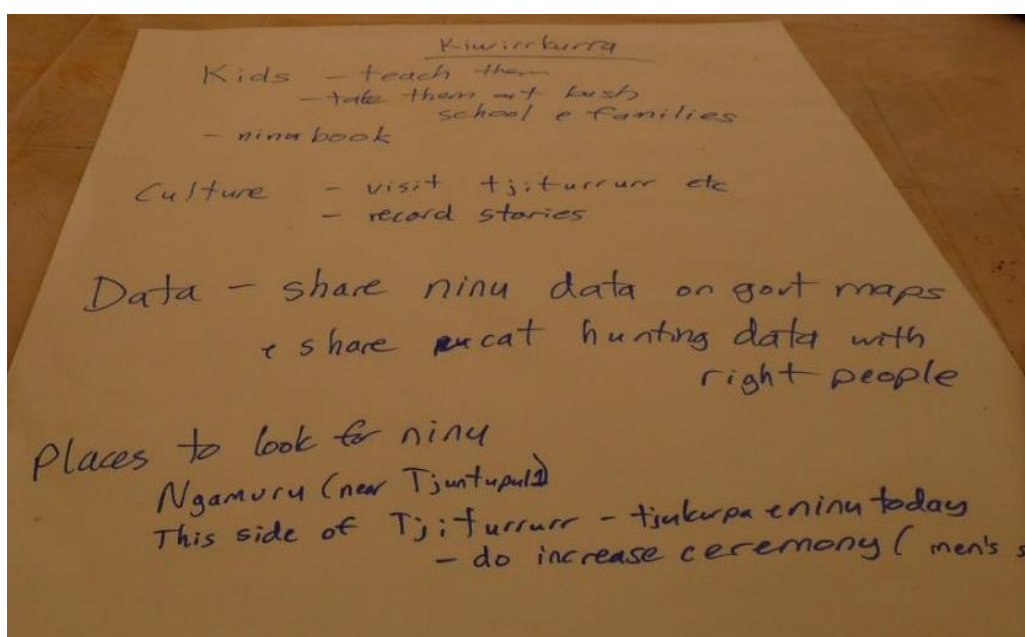 Kiwirrkurra
Kids - teach them
- take them out bush
school e families
- ninu book
Culture - visit tjiturrurr etc
- record stories
Data - share ninu data on govt maps
e share cat hunting data with
right people
Places to look for ninu
Ngamuru (near Tjuntupul)
This side of Tjiturrurr - tjukurpa e ninu today
- do increase ceremony ( men's s